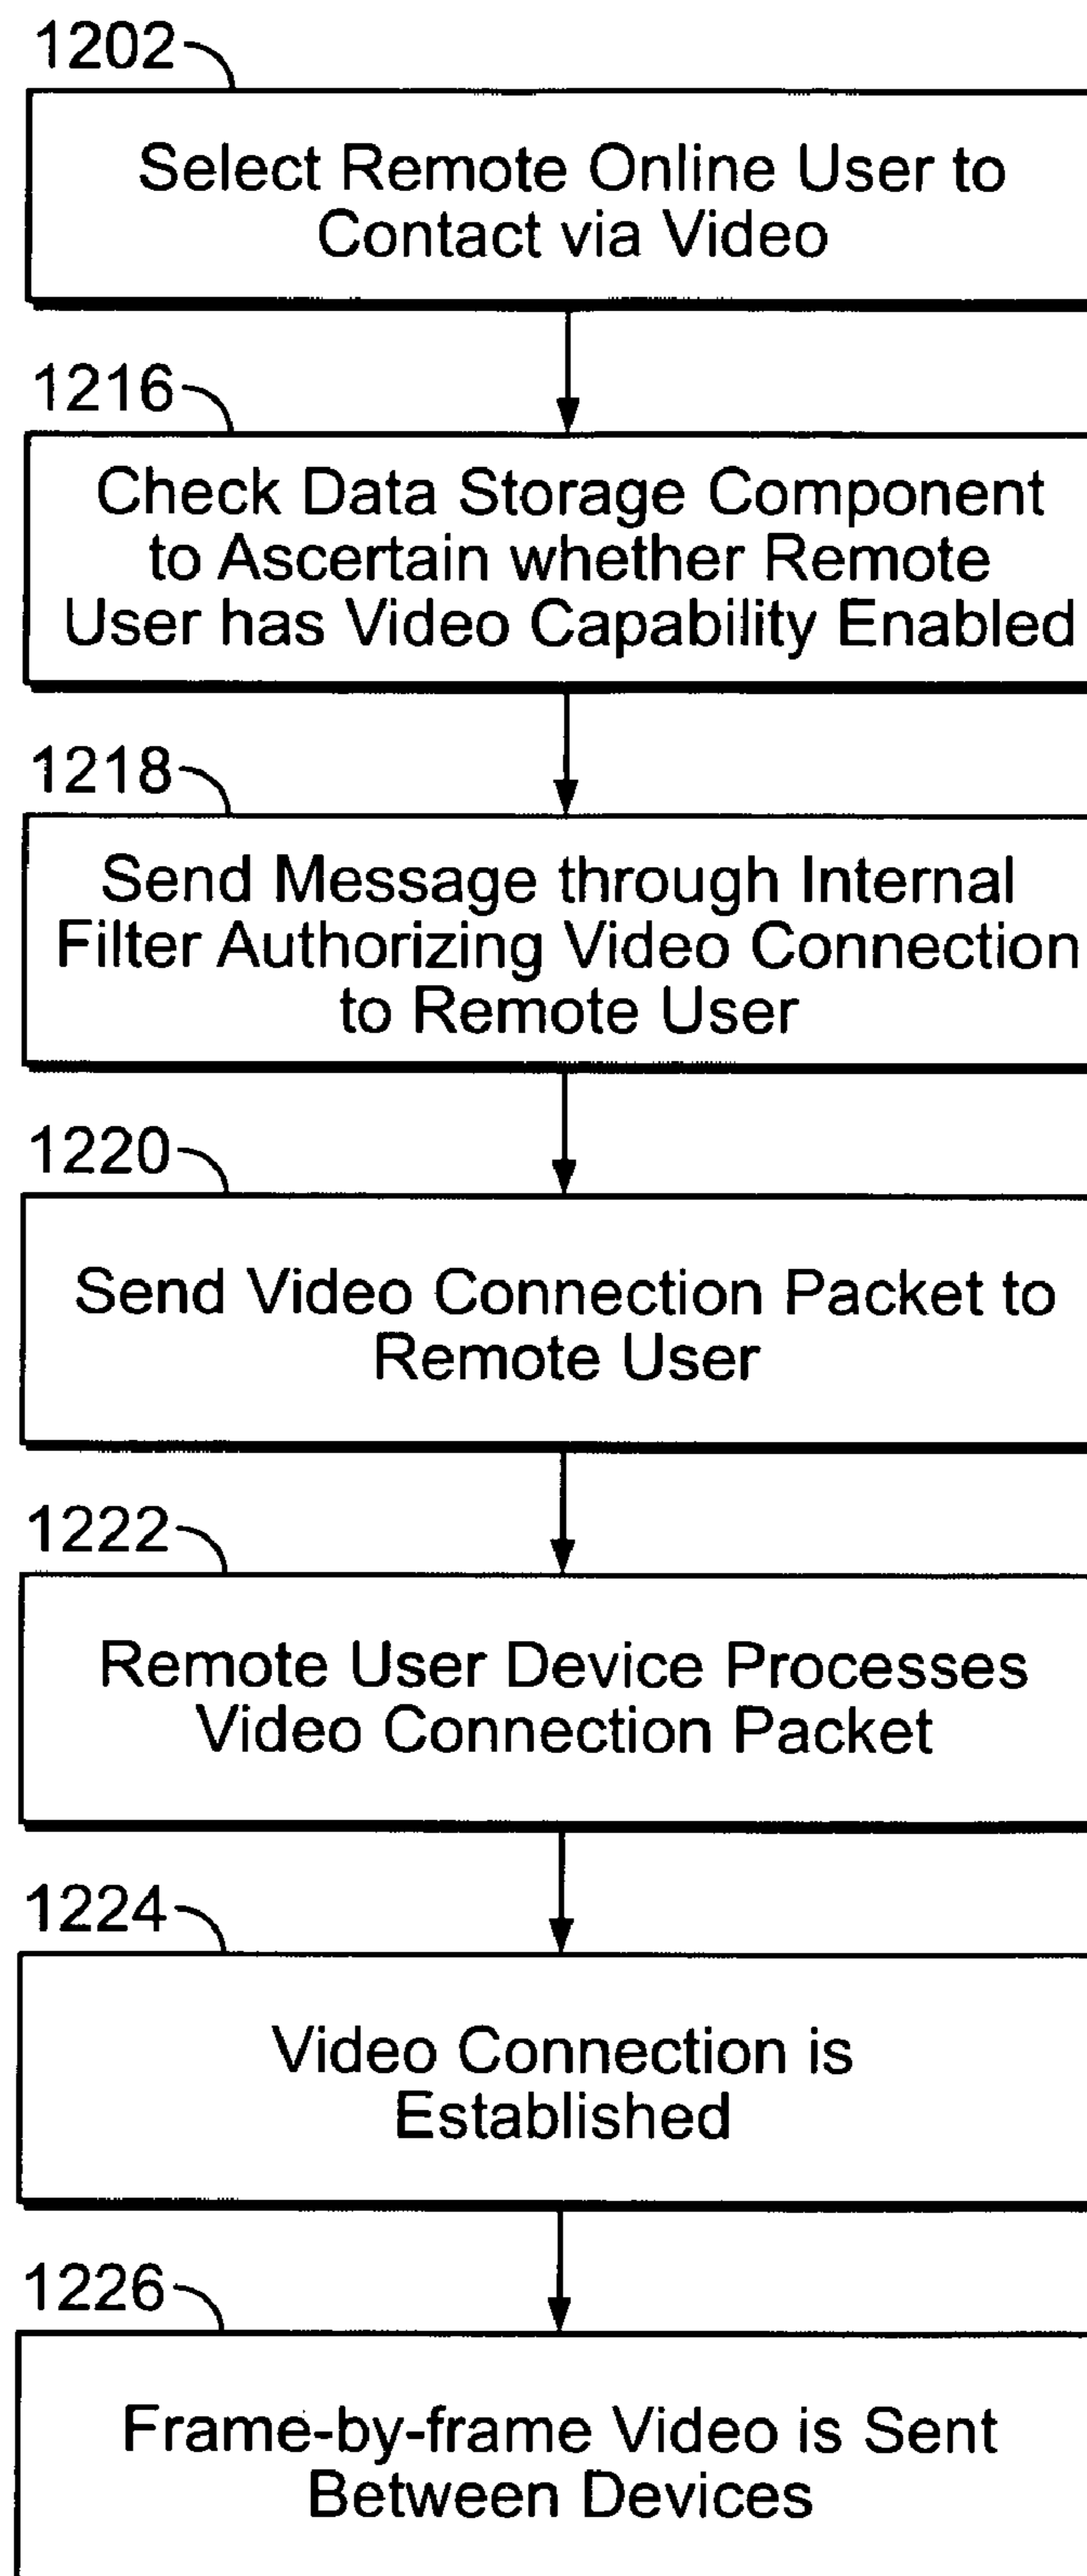 1202
Select Remote Online User to
Contact via Video
1216
Check Data Storage Component
to Ascertain whether Remote
User has Video Capability Enabled
1218
Send Message through Internal
Filter Authorizing Video Connection
to Remote User
1220
Send Video Connection Packet to
Remote User
1222
Remote User Device Processes
Video Connection Packet
1224
Video Connection is
Established
1226
Frame-by-frame Video is Sent
Between Devices